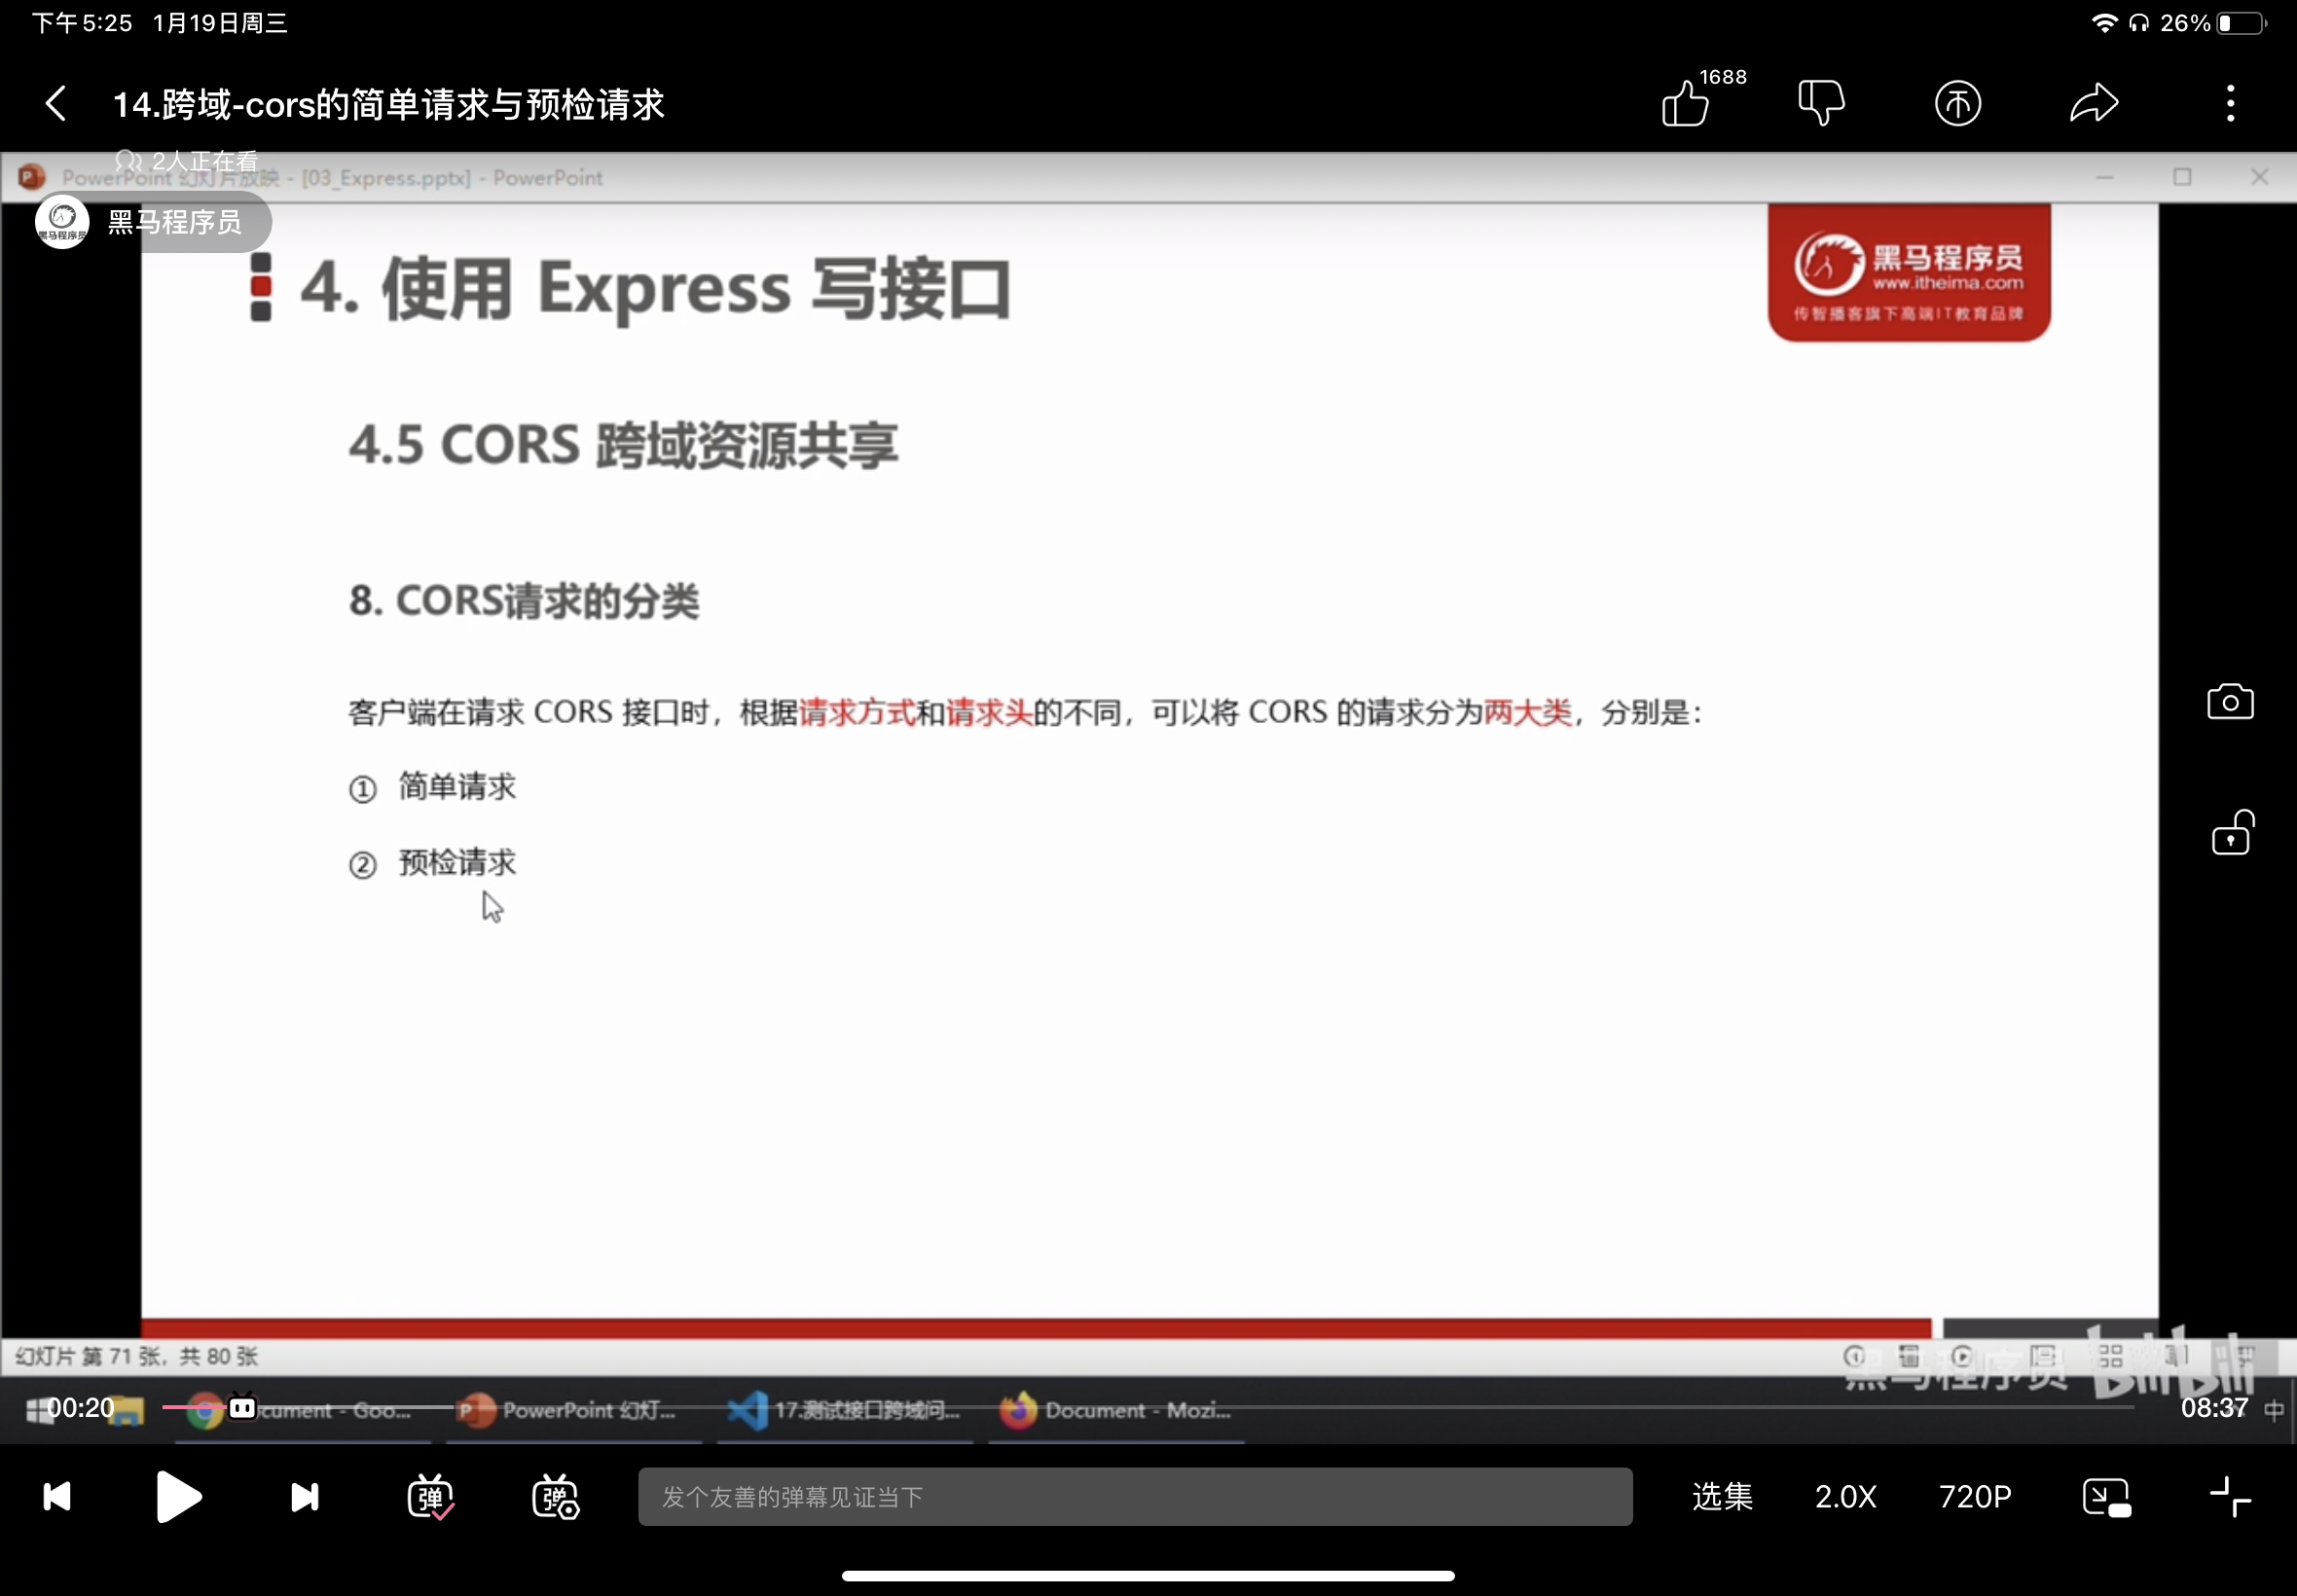 下午5:25 1月19日周三
26%
14.跨域-cors的简单请求与预检请求
1688
2人正在看
PowerPoint 幻灯片放映 - [03_Express.pptx] - PowerPoint
黑马程序员
黑马程序员
4. 使用 Express 写接口
黑马程序员
www.itheima.com
传智播客旗下高端IT教育品牌
4.5 CORS 跨域资源共享
8. CORS请求的分类
客户端在请求 CORS 接口时，根据请求方式和请求头的不同，可以将 CORS 的请求分为两大类，分别是：
① 简单请求
② 预检请求
幻灯片 第 71 张，共 80 张
黑马程序员 bilibili
00:20
cument - Goo...
PowerPoint 幻灯...
17.测试接口跨域问...
Document - Mozi...
08:37
中
弹
弹
发个友善的弹幕见证当下
选集
2.0X
720P